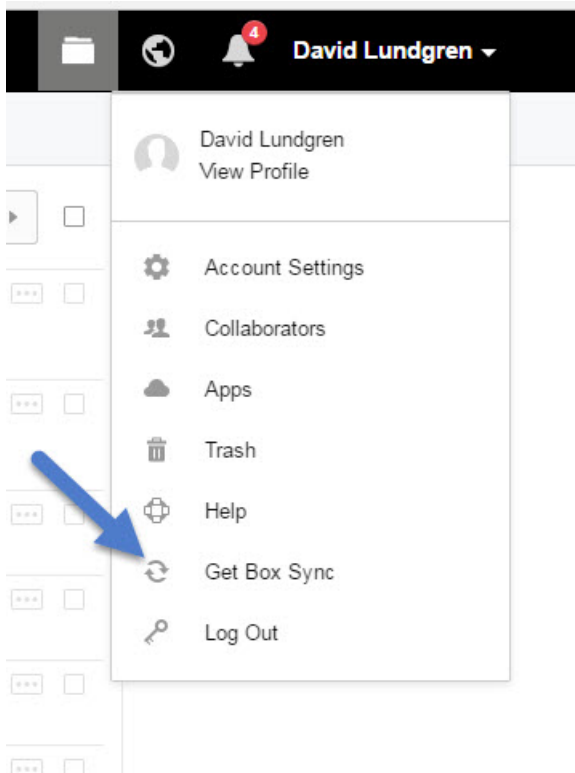 4
David Lundgren
David Lundgren
View Profile
Account Settings
Collaborators
Apps
Trash
Help
Get Box Sync
Log Out